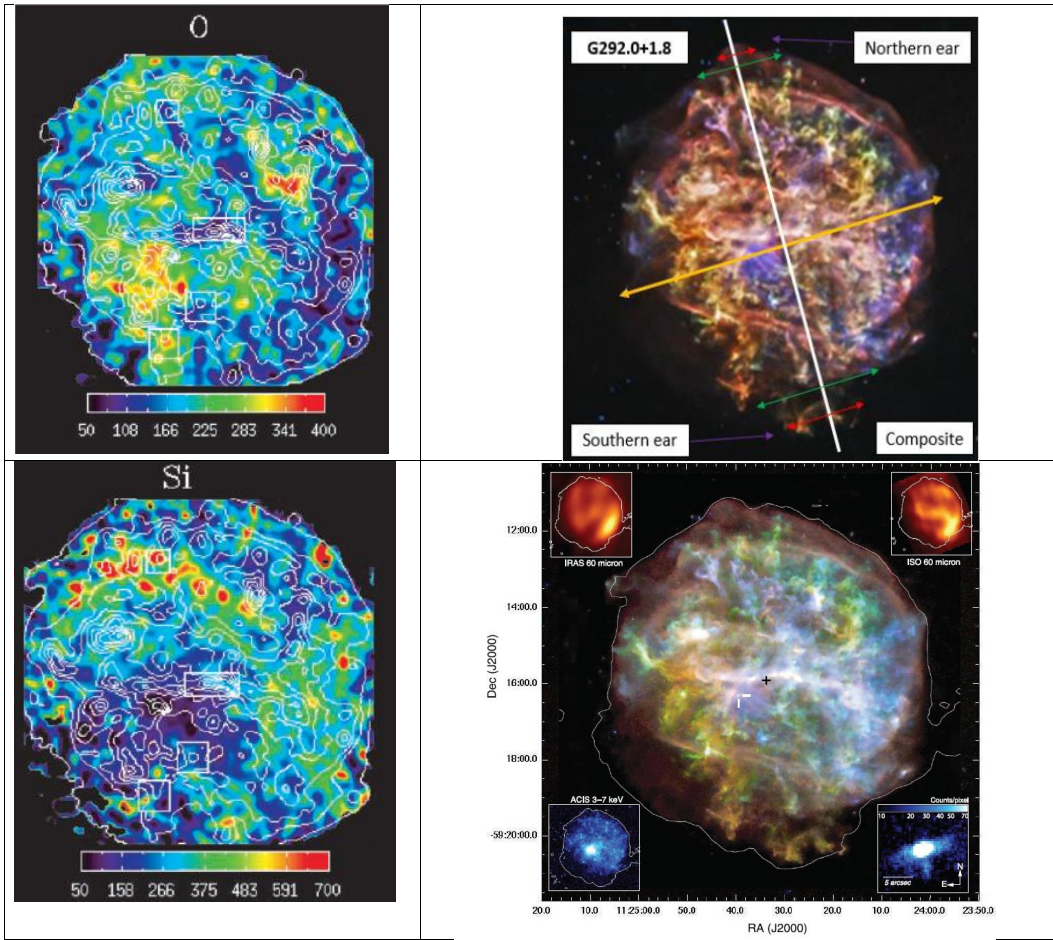 O
50 108 166 225 283 341 400
G292.0+1.8
Northern ear
Southern ear
Composite
Si
50 158 266 375 483 591 700
IRAS 60 micron
ISO 60 micron
12:00.0
14:00.0
16:00.0
18:00.0
-59:20:00.0
Dec (J2000)
ACIS 3–7 keV
Counts/pixel
10 20 30 40 50 70
5 arcsec
N
E
20.0 10.0 11:25:00.0 50.0 40.0 30.0 20.0 10.0 24:00.0 23:50.0
RA (J2000)